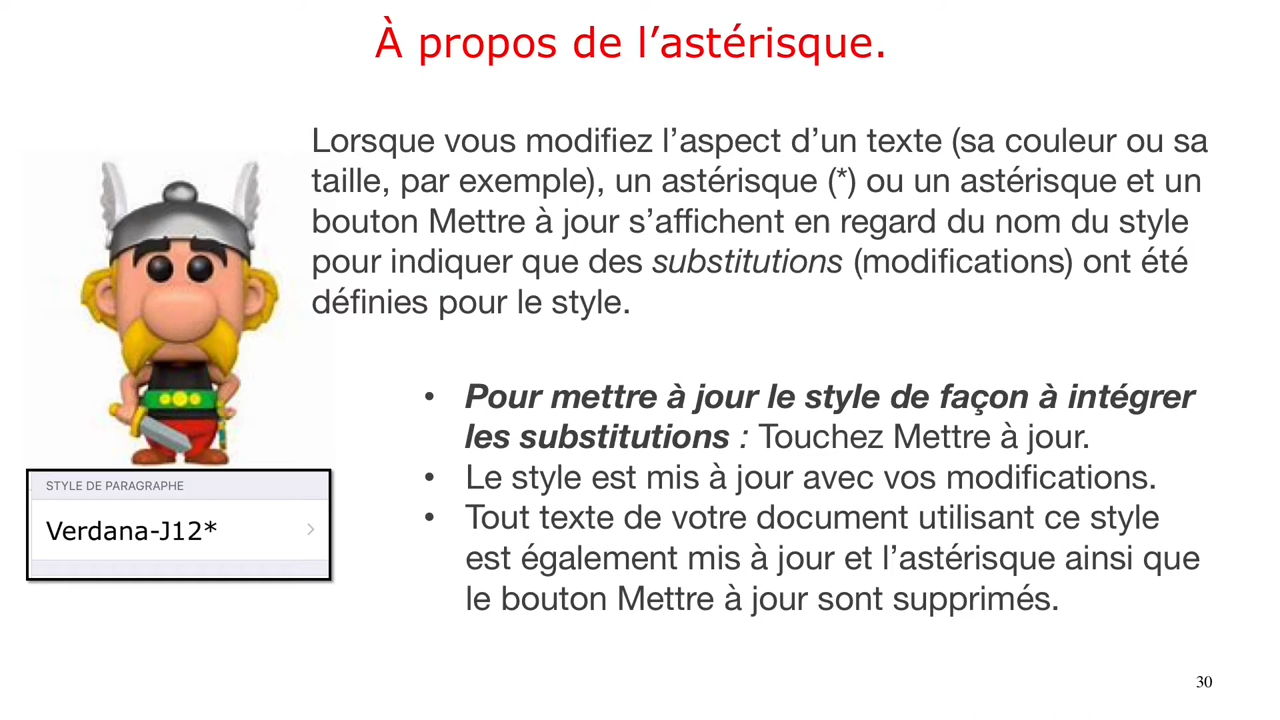 À propos de l’astérisque.
Lorsque vous modifiez l’aspect d’un texte (sa couleur ou sa
taille, par exemple), un astérisque (*) ou un astérisque et un
bouton Mettre à jour s’affichent en regard du nom du style
pour indiquer que des substitutions (modifications) ont été
définies pour le style.
• Pour mettre à jour le style de façon à intégrer
les substitutions : Touchez Mettre à jour.
• Le style est mis à jour avec vos modifications.
• Tout texte de votre document utilisant ce style
est également mis à jour et l’astérisque ainsi que
le bouton Mettre à jour sont supprimés.
STYLE DE PARAGRAPHE
Verdana-J12*
30